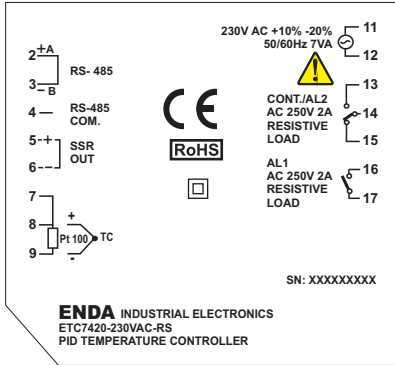 2 +A
RS- 485
3 – B
4 RS-485
COM.
5 + SSR
6 - OUT
7
8 + Pt 100 TC
9 -
CE
RoHS
230V AC +10% -20%
50/60Hz 7VA
11
12
13
CONT./AL2
AC 250V 2A
RESISTIVE
LOAD
14
15
AL1
AC 250V 2A
RESISTIVE
LOAD
16
17
SN: XXXXXXXXX
ENDA INDUSTRIAL ELECTRONICS
ETC7420-230VAC-RS
PID TEMPERATURE CONTROLLER